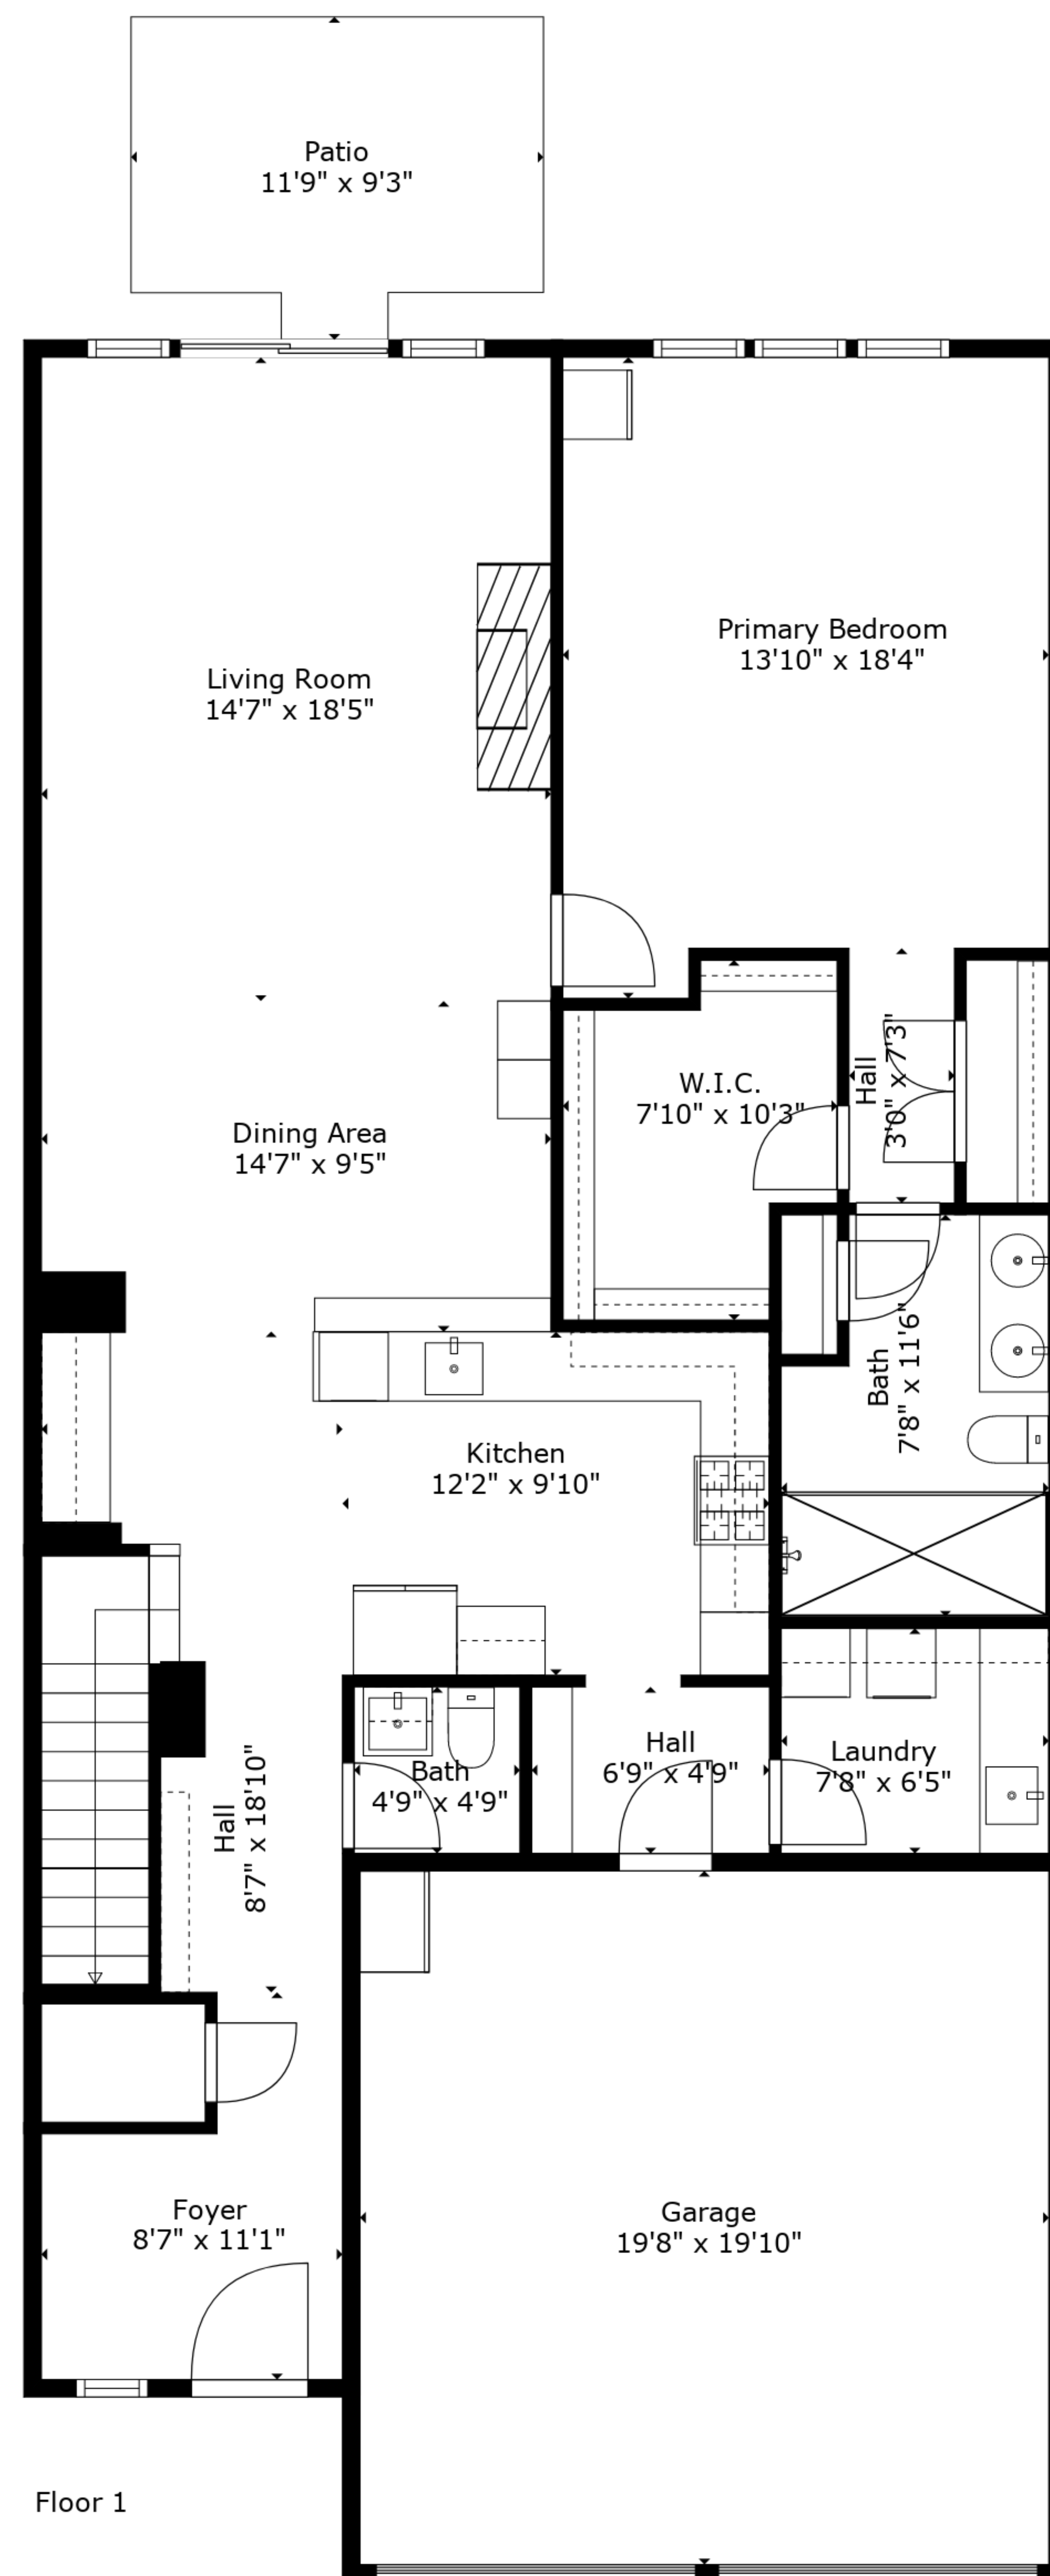 Patio
11'9" x 9'3"
Primary Bedroom
13'10" x 18'4"
Living Room
14'7" x 18'5"
W.I.C.
7'10" x 10'3"
Hall
3'0" x 7'3"
Dining Area
14'7" x 9'5"
Bath
7'8" x 11'6"
Kitchen
12'2" x 9'10"
Hall
6'9" x 4'9"
Laundry
7'8" x 6'5"
Bath
4'9" x 4'9"
Hall
8'7" x 18'10"
Foyer
8'7" x 11'1"
Garage
19'8" x 19'10"
Floor 1